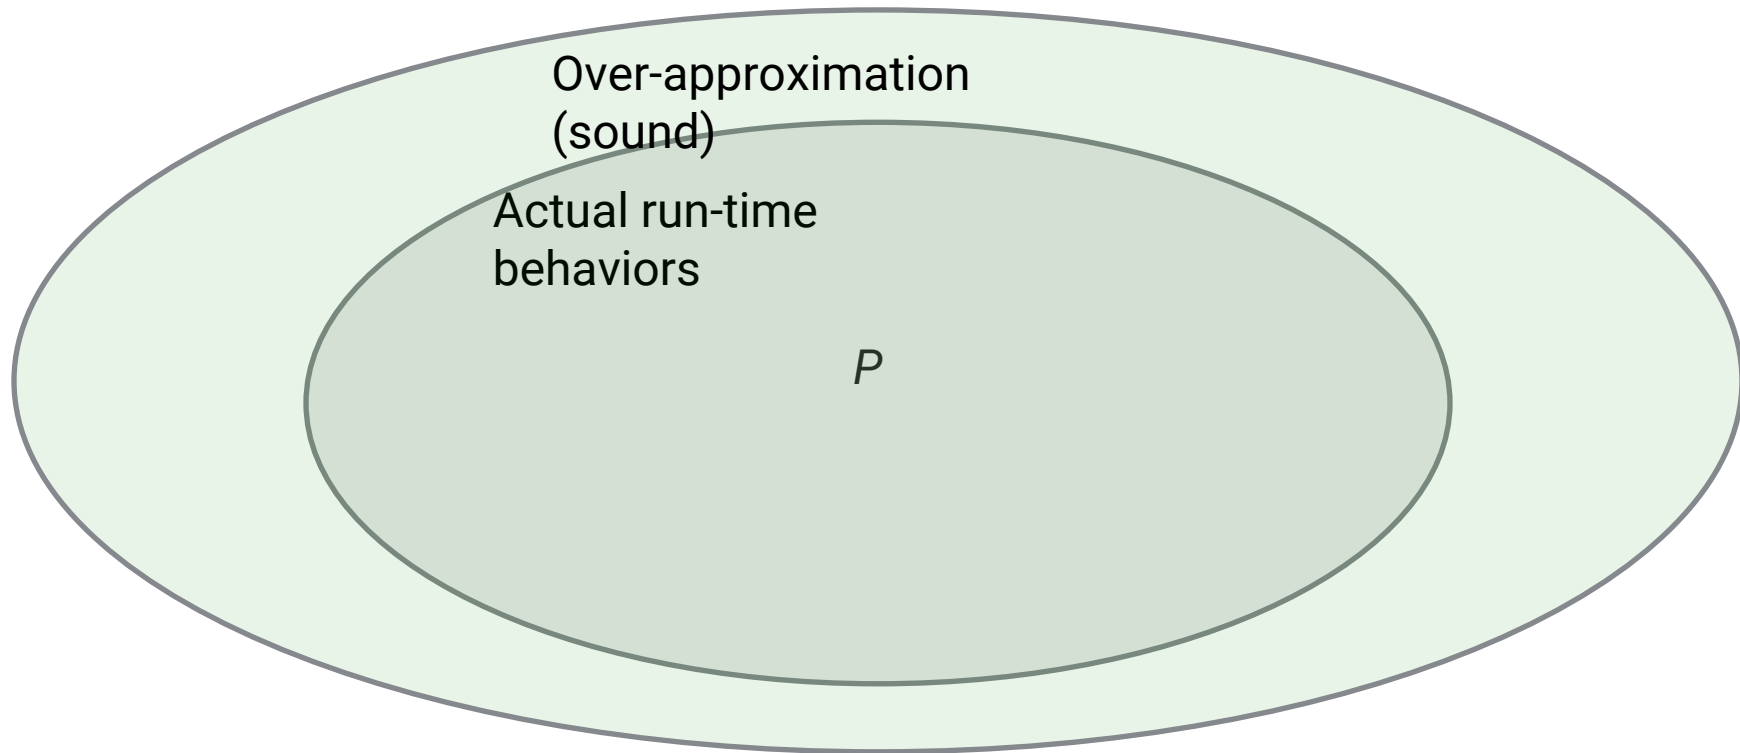 Over-approximation
(sound)
Actual run-time
behaviors
P